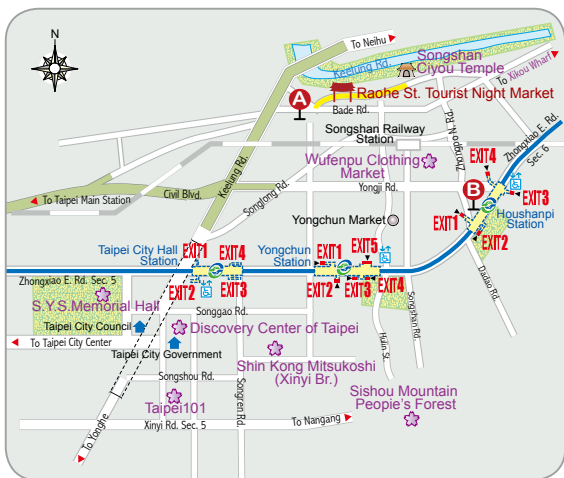 N
To Neihu
Keelung Rd.
Songshan
Ciyou Temple
To Xikou Wharf
A
Raohe St. Tourist Night Market
Bade Rd.
Songshan Railway
Station
Zhongpo N. Rd.
Zhongxiao E. Rd.
Sec. 6
Wufenpu Clothing
Market
EXIT4
Keelung Rd.
Civil Blvd.
Songlong Rd.
Yongji Rd.
B
EXIT3
To Taipei Main Station
Yongchun Market
EXIT1
Houshanpi
Station
EXIT2
Taipei City Hall
Station
EXIT1
EXIT4
Yongchun
Station
EXIT1
EXIT5
Dadao Rd.
Zhongxiao E. Rd. Sec. 5
EXIT2
EXIT3
EXIT2
EXIT3
EXIT4
S.Y.S.Memorial Hall
Songgao Rd.
Songshan Rd.
Taipei City Council
Discovery Center of Taipei
To Taipei City Center
Taipei City Government
Hulin St.
Shin Kong Mitsukoshi
(Xinyi Br.)
Songshou Rd.
Songren Rd.
Sishou Mountain
Peopie's Forest
Taipei101
To Nangang
Xinyi Rd. Sec. 5
To Yonghe